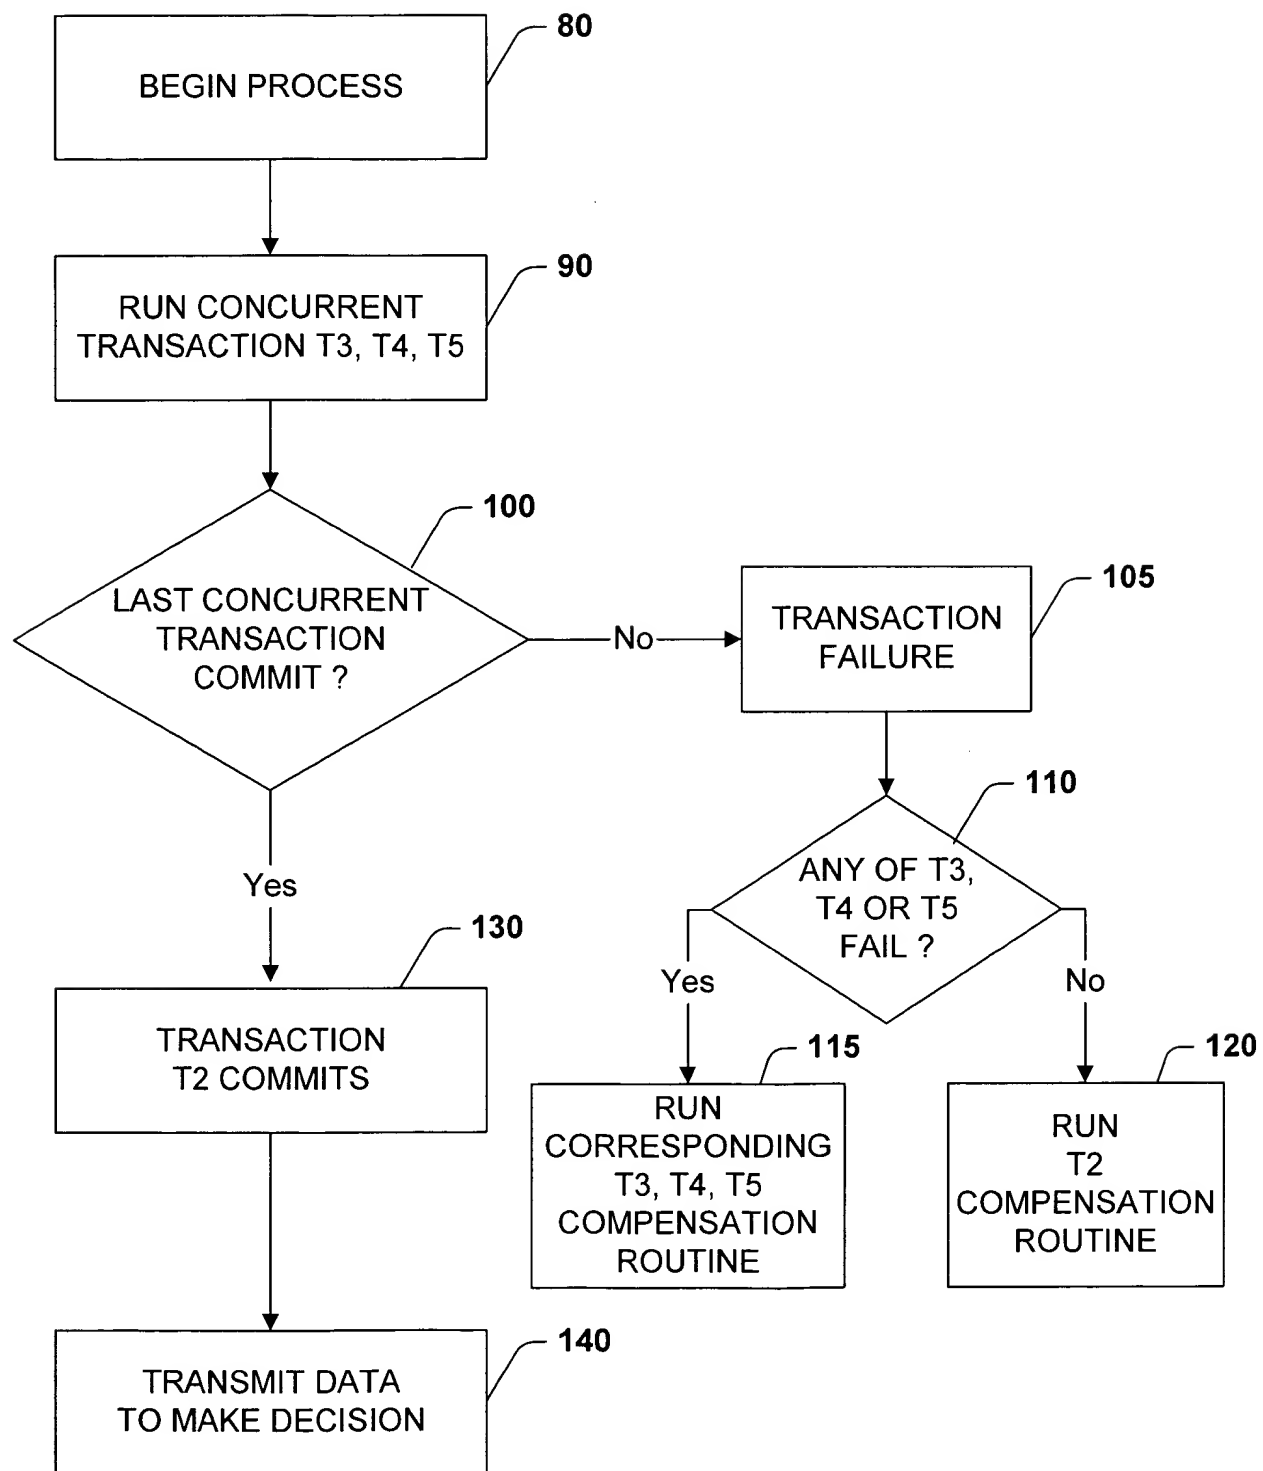 80
BEGIN PROCESS
90
RUN CONCURRENT
TRANSACTION T3, T4, T5
100
LAST CONCURRENT
TRANSACTION
COMMIT ?
No
105
TRANSACTION
FAILURE
110
ANY OF T3,
T4 OR T5
FAIL ?
Yes
No
Yes
130
TRANSACTION
T2 COMMITS
115
RUN
CORRESPONDING
T3, T4, T5
COMPENSATION
ROUTINE
120
RUN
T2
COMPENSATION
ROUTINE
140
TRANSMIT DATA
TO MAKE DECISION